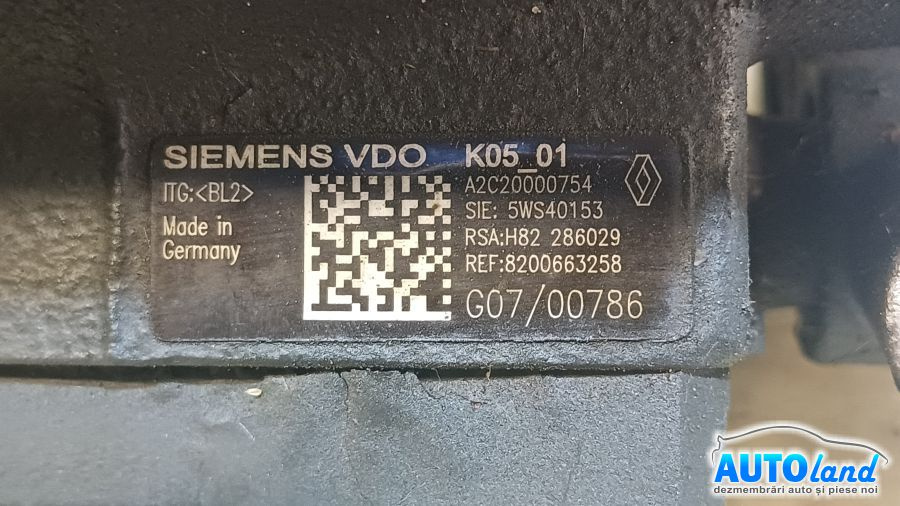 SIEMENS VDO K05_01
ITG:<BL2> A2C20000754
SIE: 5WS40153
Made in
Germany
RSA:H82 286029
REF:8200663258
G07/00786
AUTOland
dezmembrări auto și piese noi